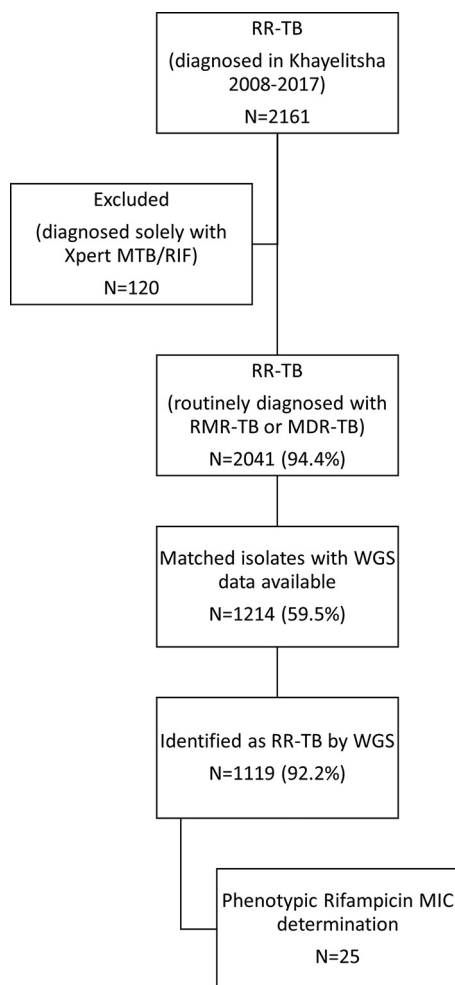 RR-TB
(diagnosed in Khayelitsha
2008-2017)
N=2161
Excluded
(diagnosed solely with
Xpert MTB/RIF)
N=120
RR-TB
(routinely diagnosed with
RMR-TB or MDR-TB)
N=2041 (94.4%)
Matched isolates with WGS
data available
N=1214 (59.5%)
Identified as RR-TB by WGS
N=1119 (92.2%)
Phenotypic Rifampicin MIC
determination
N=25